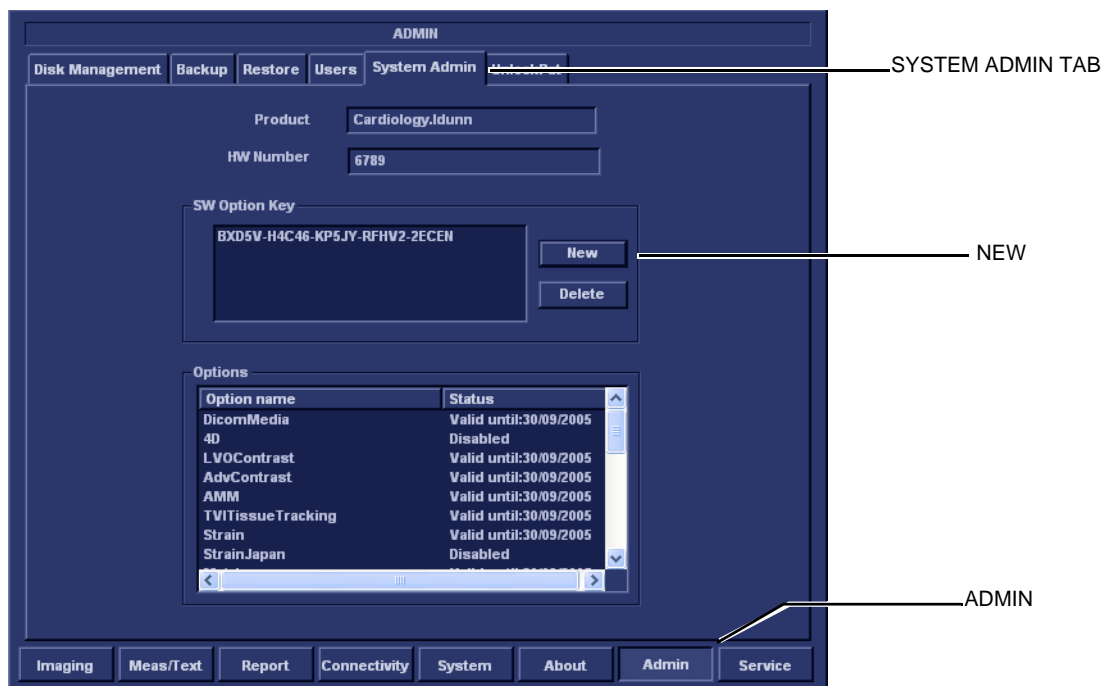 ADMIN
Disk Management Backup Restore Users System Admin
SYSTEM ADMIN TAB
Product Cardiology.Idunn
HW Number 6789
SW Option Key
BXD5V-H4C46-KP5JY-RFHV2-2ECEN
New
NEW
Delete
Options
Option name Status
DicomMedia Valid until:30/09/2005
4D Disabled
LVOContrast Valid until:30/09/2005
AdvContrast Valid until:30/09/2005
AMM Valid until:30/09/2005
TVITissueTracking Valid until:30/09/2005
Strain Valid until:30/09/2005
StrainJapan Disabled
ADMIN
Imaging Meas/Text Report Connectivity System About Admin Service